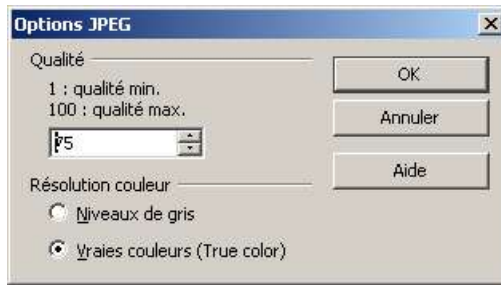 Options JPEG
Qualité
1 : qualité min.
100 : qualité max.
75
Résolution couleur
Niveaux de gris
Vraies couleurs (True color)
OK
Annuler
Aide